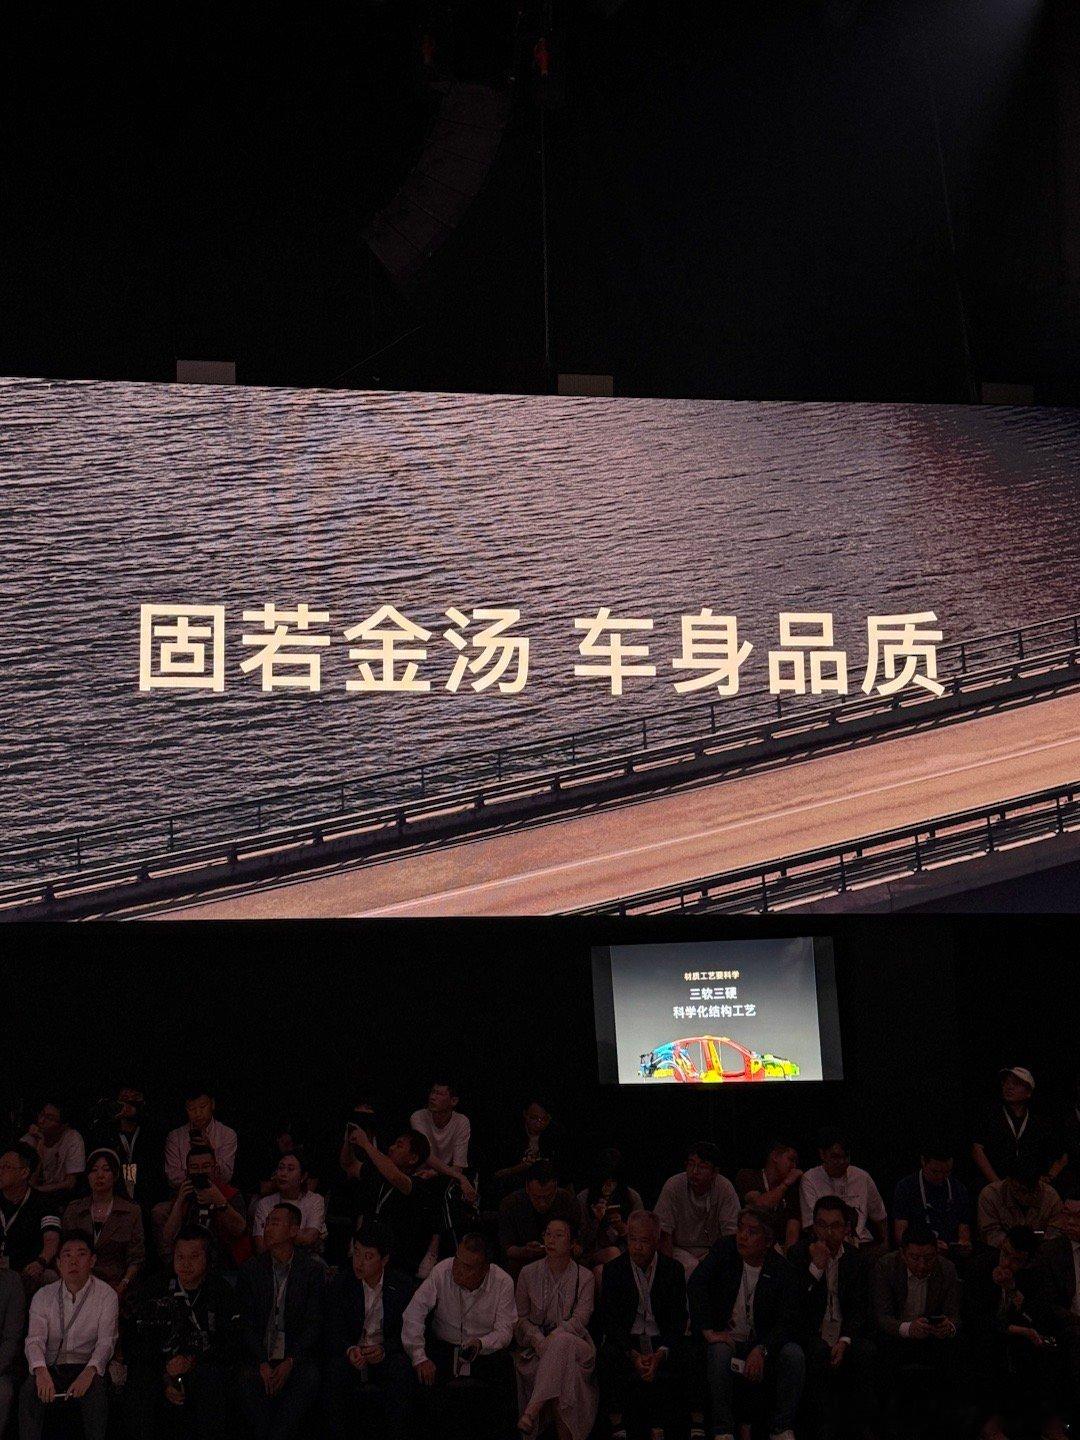 固若金汤 车身品质
材质工艺要科学
三软三硬
科学化结构工艺